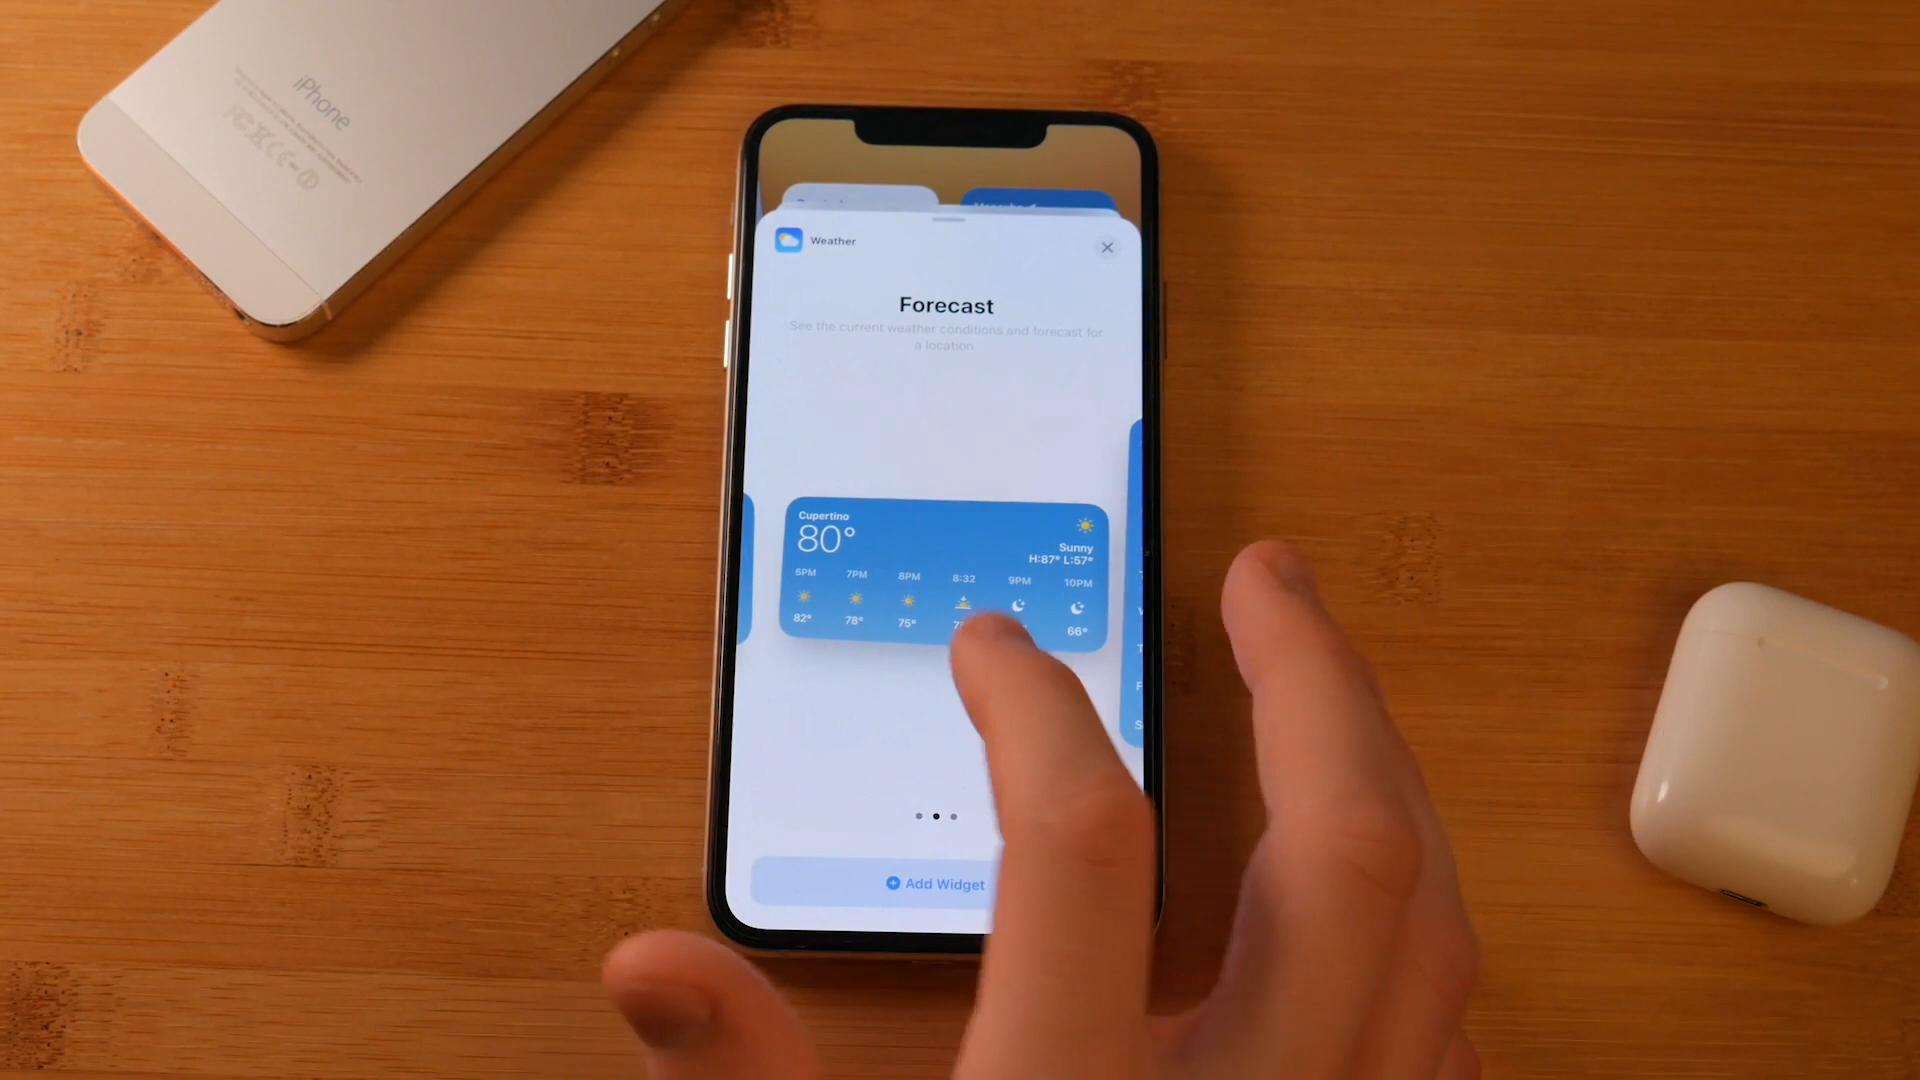 iPhone
Weather
Forecast
See the current weather conditions and forecast for
a location.
Cupertino
80°
Sunny
H:87° L:57°
6PM 7PM 8PM 8:32 9PM 10PM
82° 78° 75° 66°
Add Widget